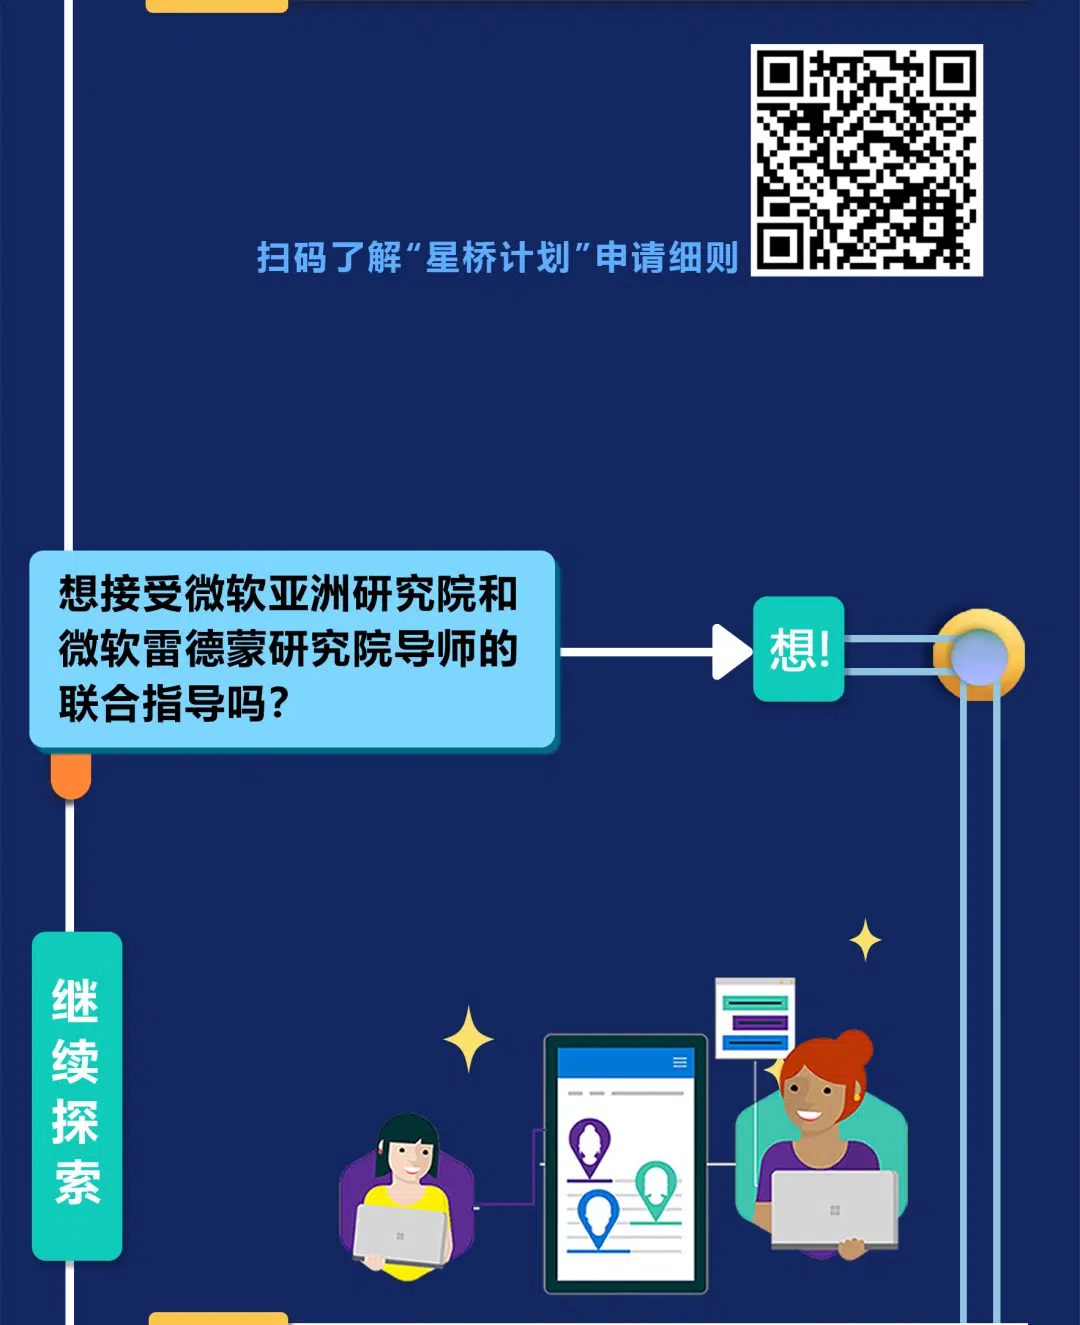 扫码了解“星桥计划”申请细则
想接受微软亚洲研究院和
微软雷德蒙研究院导师的
联合指导吗？
想!
继续探索